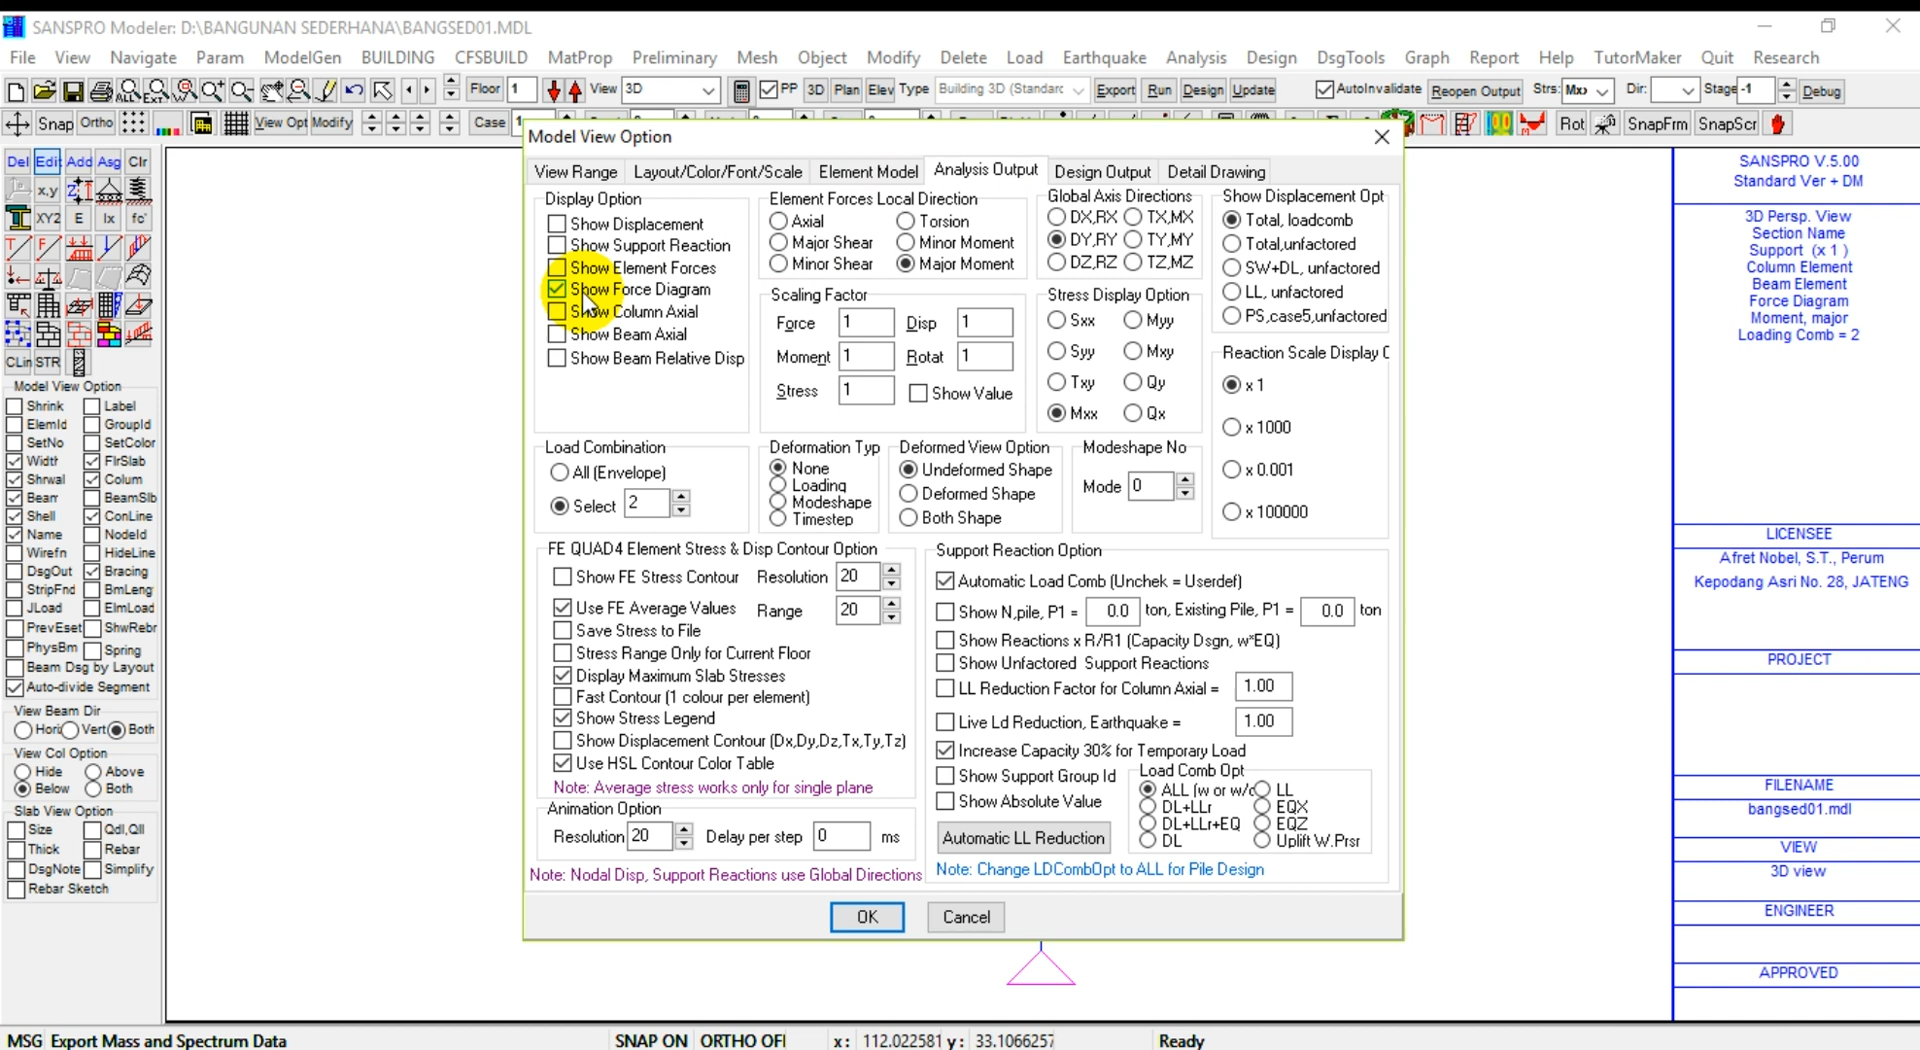 SANSPRO Modeler: D:\BANGUNAN SEDERHANA\BANGSED01.MDL
File View Navigate Param ModelGen BUILDING CFSBUILD MatProp Preliminary Mesh Object Modify Delete Load Earthquake Analysis Design DsgTools Graph Report Help TutorMaker Quit Research
ALL EXT Floor 1 View 3D PP 3D Plan Elev Type Building 3D (Standarc Export Run Design Update AutoInvalidate Reopen Output Strs: Mxx Dir: Stage -1 Debug
Snap Ortho View Opt Modify Case Rot SnapFrm SnapScr
Del Edit Add Asg Clr
x,y
XY2 E Ix fc'
CLin STR
Model View Option
Shrink Label
ElemId GroupId
SetNo SetColor
Width FlrSlab
Shrwal Colum
Bearr BeamSlb
Shell ConLine
Name NodeId
Wirefn HideLine
DsgOut Bracing
StripFnd BmLeng
JLoad ElmLoad
PrevEset ShwRebr
PhysBm Spring
Beam Dsg by Layout
Auto-divide Segment
View Beam Dir
Hori Vert Both
View Col Option
Hide Above
Below Both
Slab View Option
Size Qdl,Qll
Thick Rebar
DsgNote Simplify
Rebar Sketch
Model View Option
View Range Layout/Color/Font/Scale Element Model Analysis Output Design Output Detail Drawing
Display Option
Show Displacement
Show Support Reaction
Show Element Forces
Show Force Diagram
Show Column Axial
Show Beam Axial
Show Beam Relative Disp
Element Forces Local Direction
Axial Torsion
Major Shear Minor Moment
Minor Shear Major Moment
Global Axis Directions
DX,RX TX,MX
DY,RY TY,MY
DZ,RZ TZ,MZ
Show Displacement Opt
Total, loadcomb
Total,unfactored
SW+DL, unfactored
LL, unfactored
PS,case5,unfactored
Scaling Factor
Force 1 Disp 1
Moment 1 Rotat 1
Stress 1 Show Value
Stress Display Option
Sxx Myy
Syy Mxy
Txy Qy
Mxx Qx
Reaction Scale Display C
x 1
x 1000
x 0.001
x 100000
Load Combination
All (Envelope)
Select 2
Deformation Typ
None
Loading
Modeshape
Timestep
Deformed View Option
Undeformed Shape
Deformed Shape
Both Shape
Modeshape No
Mode 0
FE QUAD4 Element Stress & Disp Contour Option
Show FE Stress Contour Resolution 20
Use FE Average Values Range 20
Save Stress to File
Stress Range Only for Current Floor
Display Maximum Slab Stresses
Fast Contour (1 colour per element)
Show Stress Legend
Show Displacement Contour (Dx,Dy,Dz,Tx,Ty,Tz)
Use HSL Contour Color Table
Note: Average stress works only for single plane
Animation Option
Resolution 20 Delay per step 0 ms
Note: Nodal Disp, Support Reactions use Global Directions
Support Reaction Option
Automatic Load Comb (Unchek = Userdef)
Show N,pile, P1 = 0.0 ton, Existing Pile, P1 = 0.0 ton
Show Reactions x R/R1 (Capacity Dsgn, w*EQ)
Show Unfactored Support Reactions
LL Reduction Factor for Column Axial = 1.00
Live Ld Reduction, Earthquake = 1.00
Increase Capacity 30% for Temporary Load
Show Support Group Id
Show Absolute Value
Load Comb Opt
ALL (w or w/c LL
DL+LLr EQX
DL+LLr+EQ EQZ
DL Uplift W.Prsr
Automatic LL Reduction
Note: Change LDCombOpt to ALL for Pile Design
OK Cancel
SANSPRO V.5.00
Standard Ver + DM
3D Persp. View
Section Name
Support (x 1 )
Column Element
Beam Element
Force Diagram
Moment, major
Loading Comb = 2
LICENSEE
Afret Nobel, S.T., Perum
Kepodang Asri No. 28, JATENG
PROJECT
FILENAME
bangsed01.mdl
VIEW
3D view
ENGINEER
APPROVED
MSG Export Mass and Spectrum Data SNAP ON ORTHO OFI x: 112.022581 y: 33.1066257 Ready